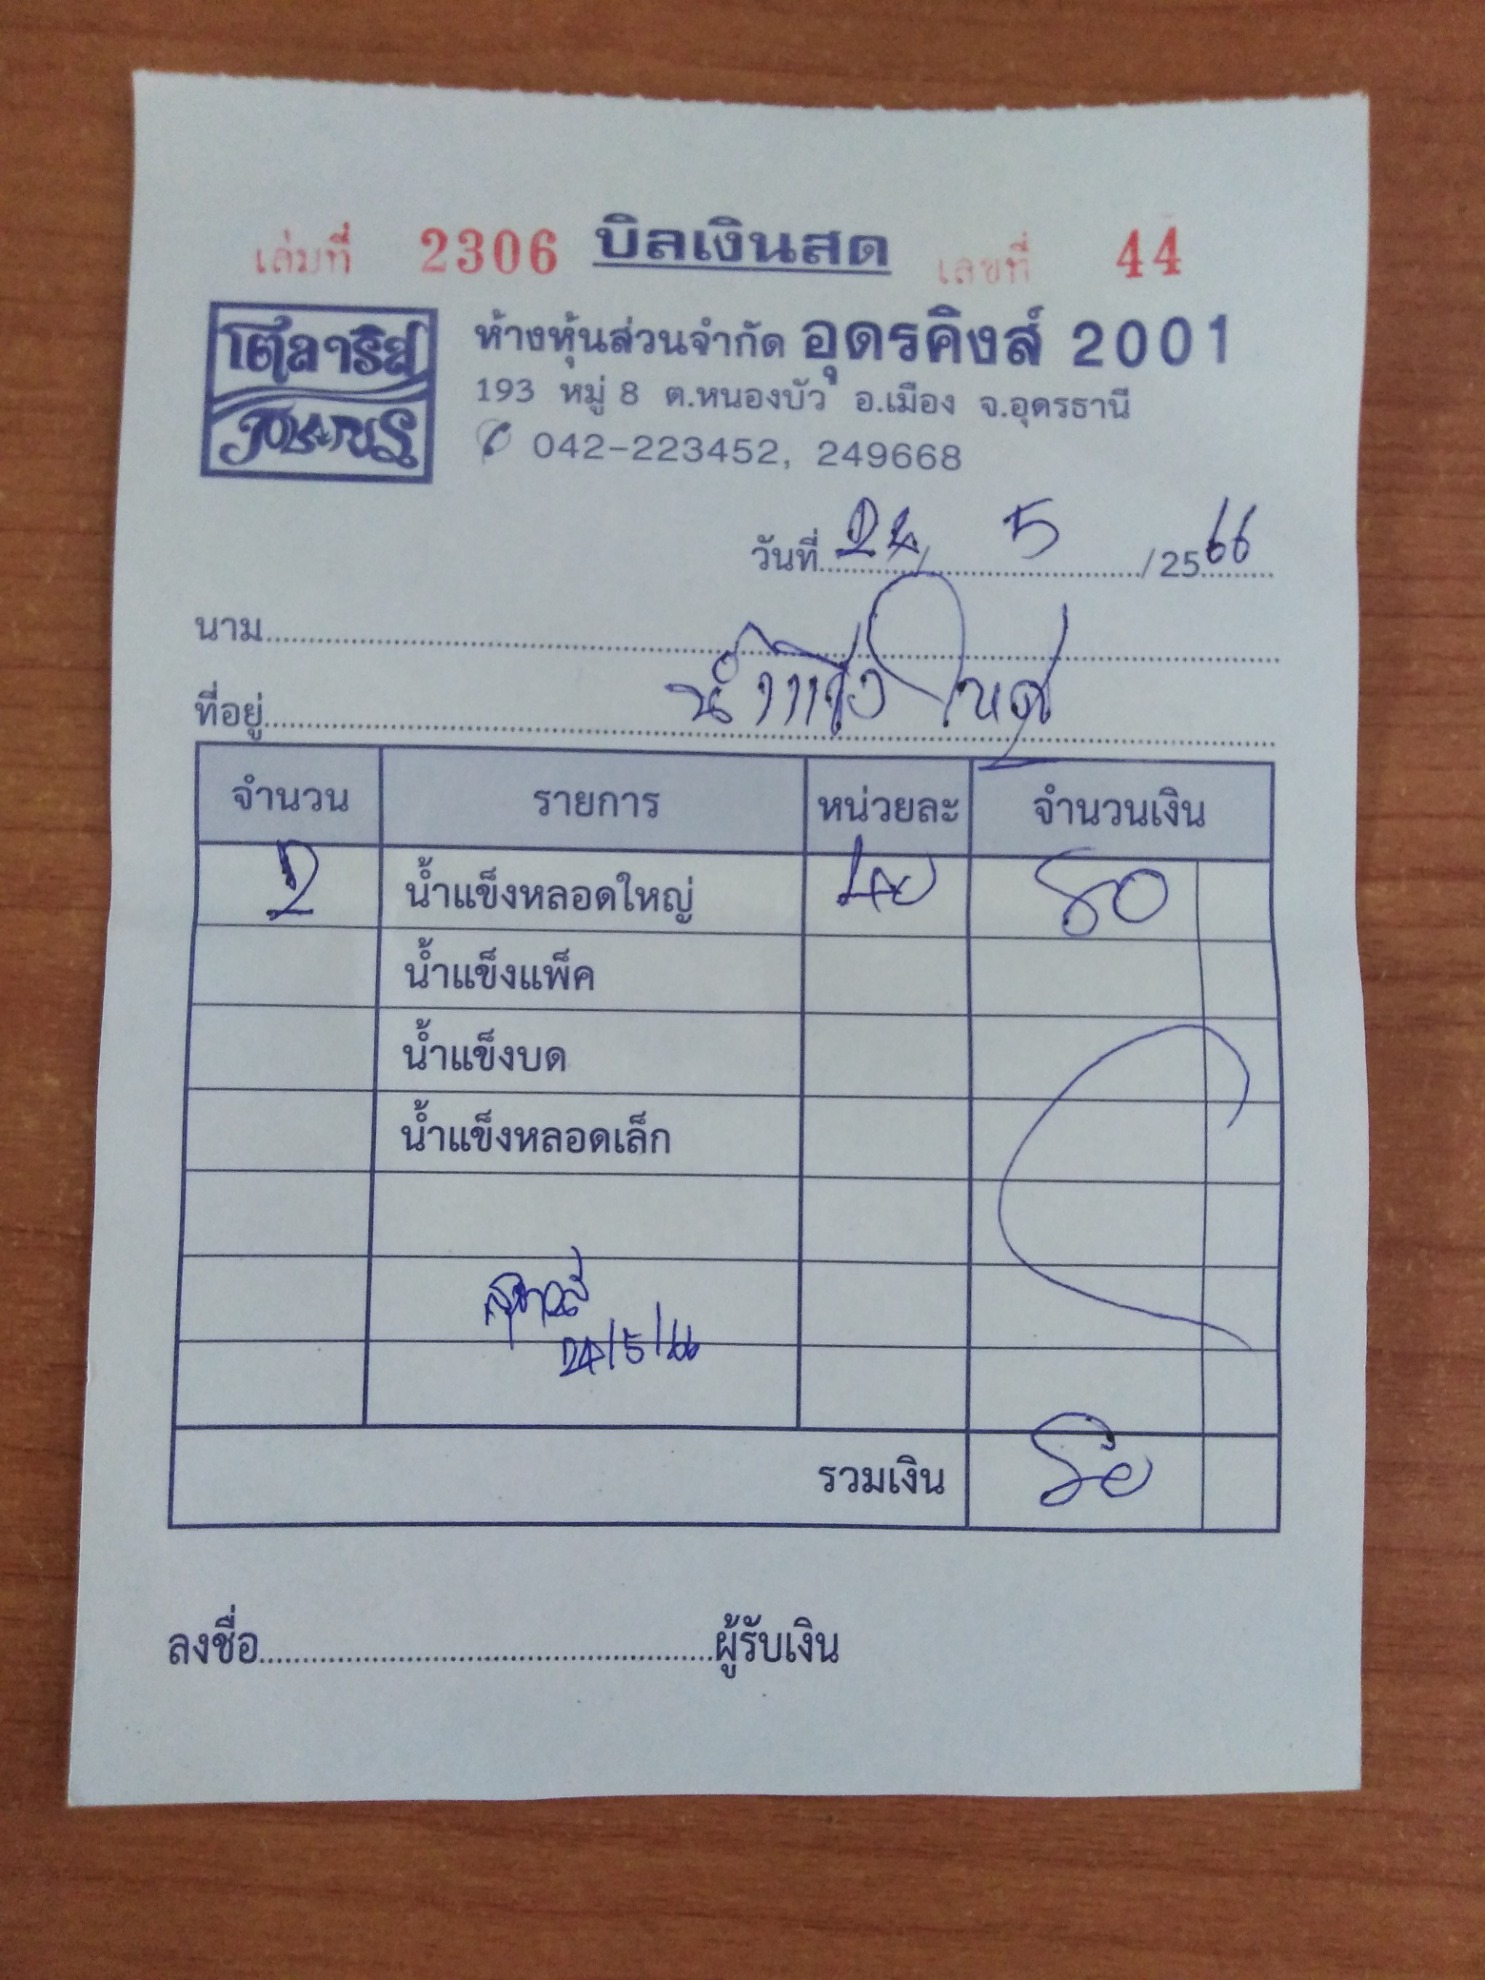 เล่มที่ 2306 บิลเงินสด เลขที่ 44
โตลาริส
ห้างหุ้นส่วนจำกัด อุดรคิงส์ 2001
193 หมู่ 8 ต.หนองบัว อ.เมือง จ.อุดรธานี
042-223452, 249668
วันที่ 24 / 5 / 2566
นาม
น้ำแข็ง
ที่อยู่
จำนวน รายการ หน่วยละ จำนวนเงิน
2 น้ำแข็งหลอดใหญ่ 40 80
น้ำแข็งแพ็ค
น้ำแข็งบด
น้ำแข็งหลอดเล็ก
24/5/66
รวมเงิน 80
ลงชื่อ ผู้รับเงิน